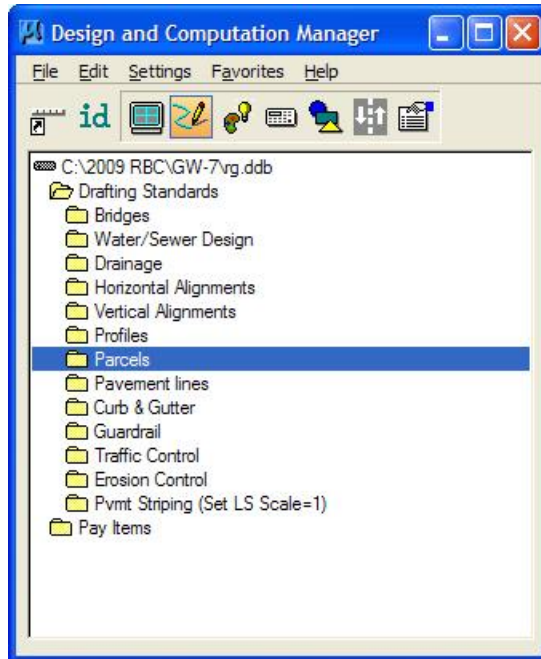 Design and Computation Manager
File Edit Settings Favorites Help
id
C:\2009 RBC\GW-7\rg.ddb
Drafting Standards
Bridges
Water/Sewer Design
Drainage
Horizontal Alignments
Vertical Alignments
Profiles
Parcels
Pavement lines
Curb & Gutter
Guardrail
Traffic Control
Erosion Control
Pvmt Striping (Set LS Scale=1)
Pay Items